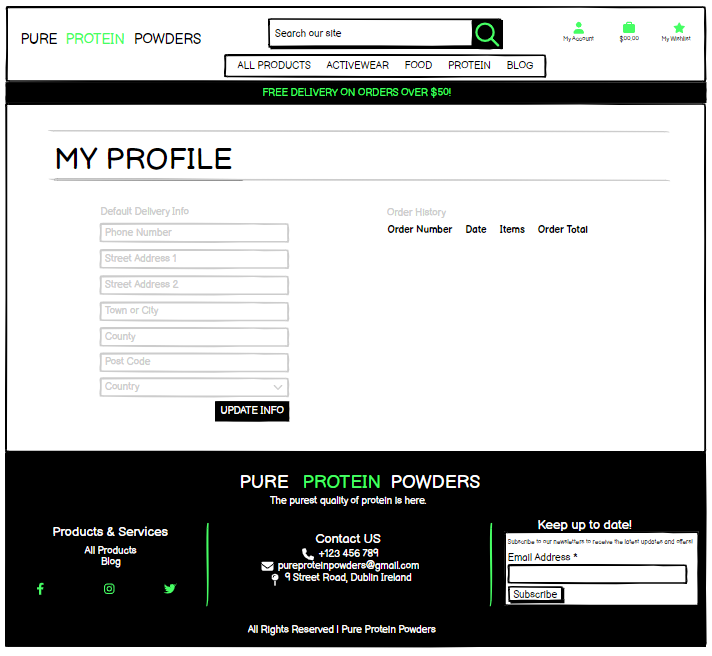 PURE PROTEIN POWDERS
Search our site
My Account
$00.00
My Wishlist
ALL PRODUCTS ACTIVEWEAR FOOD PROTEIN BLOG
FREE DELIVERY ON ORDERS OVER $50!
MY PROFILE
Default Delivery Info
Phone Number
Street Address 1
Street Address 2
Town or City
County
Post Code
Country
UPDATE INFO
Order History
Order Number Date Items Order Total
PURE PROTEIN POWDERS
The purest quality of protein is here.
Products & Services
All Products
Blog
Contact US
+123 456 789
pureproteinpowders@gmail.com
9 Street Road, Dublin Ireland
Keep up to date!
Subscribe to our newsletters to receive the latest updates and offers!
Email Address *
Subscribe
All Rights Reserved | Pure Protein Powders